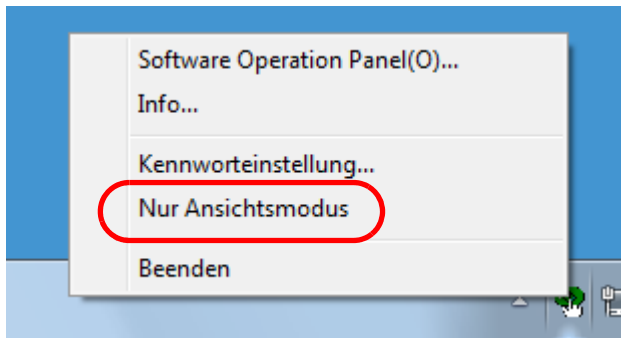 Software Operation Panel(O)...
Info...
Kennworteinstellung...
Nur Ansichtsmodus
Beenden